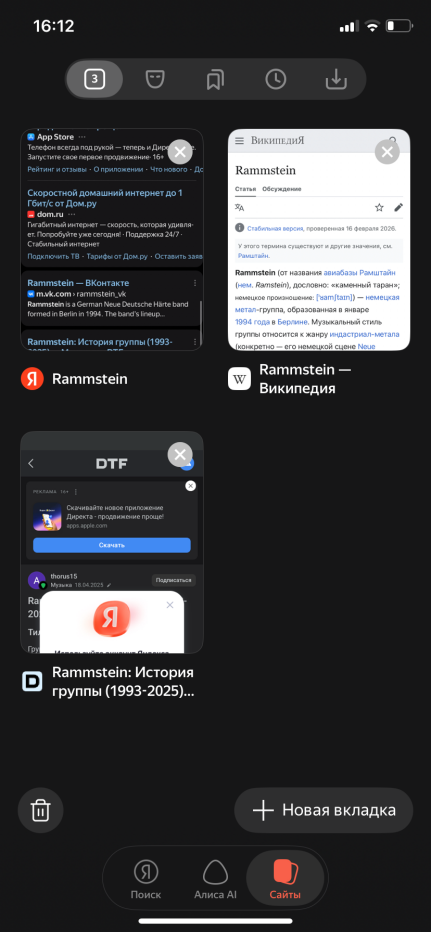 16:12
3
App Store ···
Телефон всегда под рукой — теперь и Дире
Запустите свое первое продвижение· 16+
Рейтинг и отзывы · О приложении · Что нового · До
Скоростной домашний интернет до 1
Гбит/с от Дом.ру
dom.ru ···
Гигабитный интернет — скорость, которая удивля-
ет. Попробуйте уже сегодня! · Поддержка 24/7 ·
Стабильный интернет
Подключить ТВ · Тарифы от Дом.ру · Оставить заяв
Rammstein — ВКонтакте
m.vk.com › rammstein_vk
Rammstein is a German Neue Deutsche Härte band
formed in Berlin in 1994. The band's lineup...
Rammstein: История группы (1993-
Я Rammstein
ВИКИПЕДИЯ
Rammstein
Статья Обсуждение
Стабильная версия, проверенная 16 февраля 2026.
У этого термина существуют и другие значения, см.
Рамштайн.
Rammstein (от названия авиабазы Рамштайн
(нем. Ramstein), дословно: «каменный таран»;
немецкое произношение: ['ʁamʃtaɪn]) — немецкая
метал-группа, образованная в январе
1994 года в Берлине. Музыкальный стиль
группы относится к жанру индастриал-метала
(конкретно — его немецкой сцене Neue
W Rammstein —
Википедия
DTF
РЕКЛАМА 16+
Скачивайте новое приложение
Директа - продвижение проще!
apps.apple.com
Скачать
A thorus15
Музыка 18.04.2025
Подписаться
Я
D Rammstein: История
группы (1993-2025)...
Новая вкладка
Я
Поиск
Алиса AI
Сайты